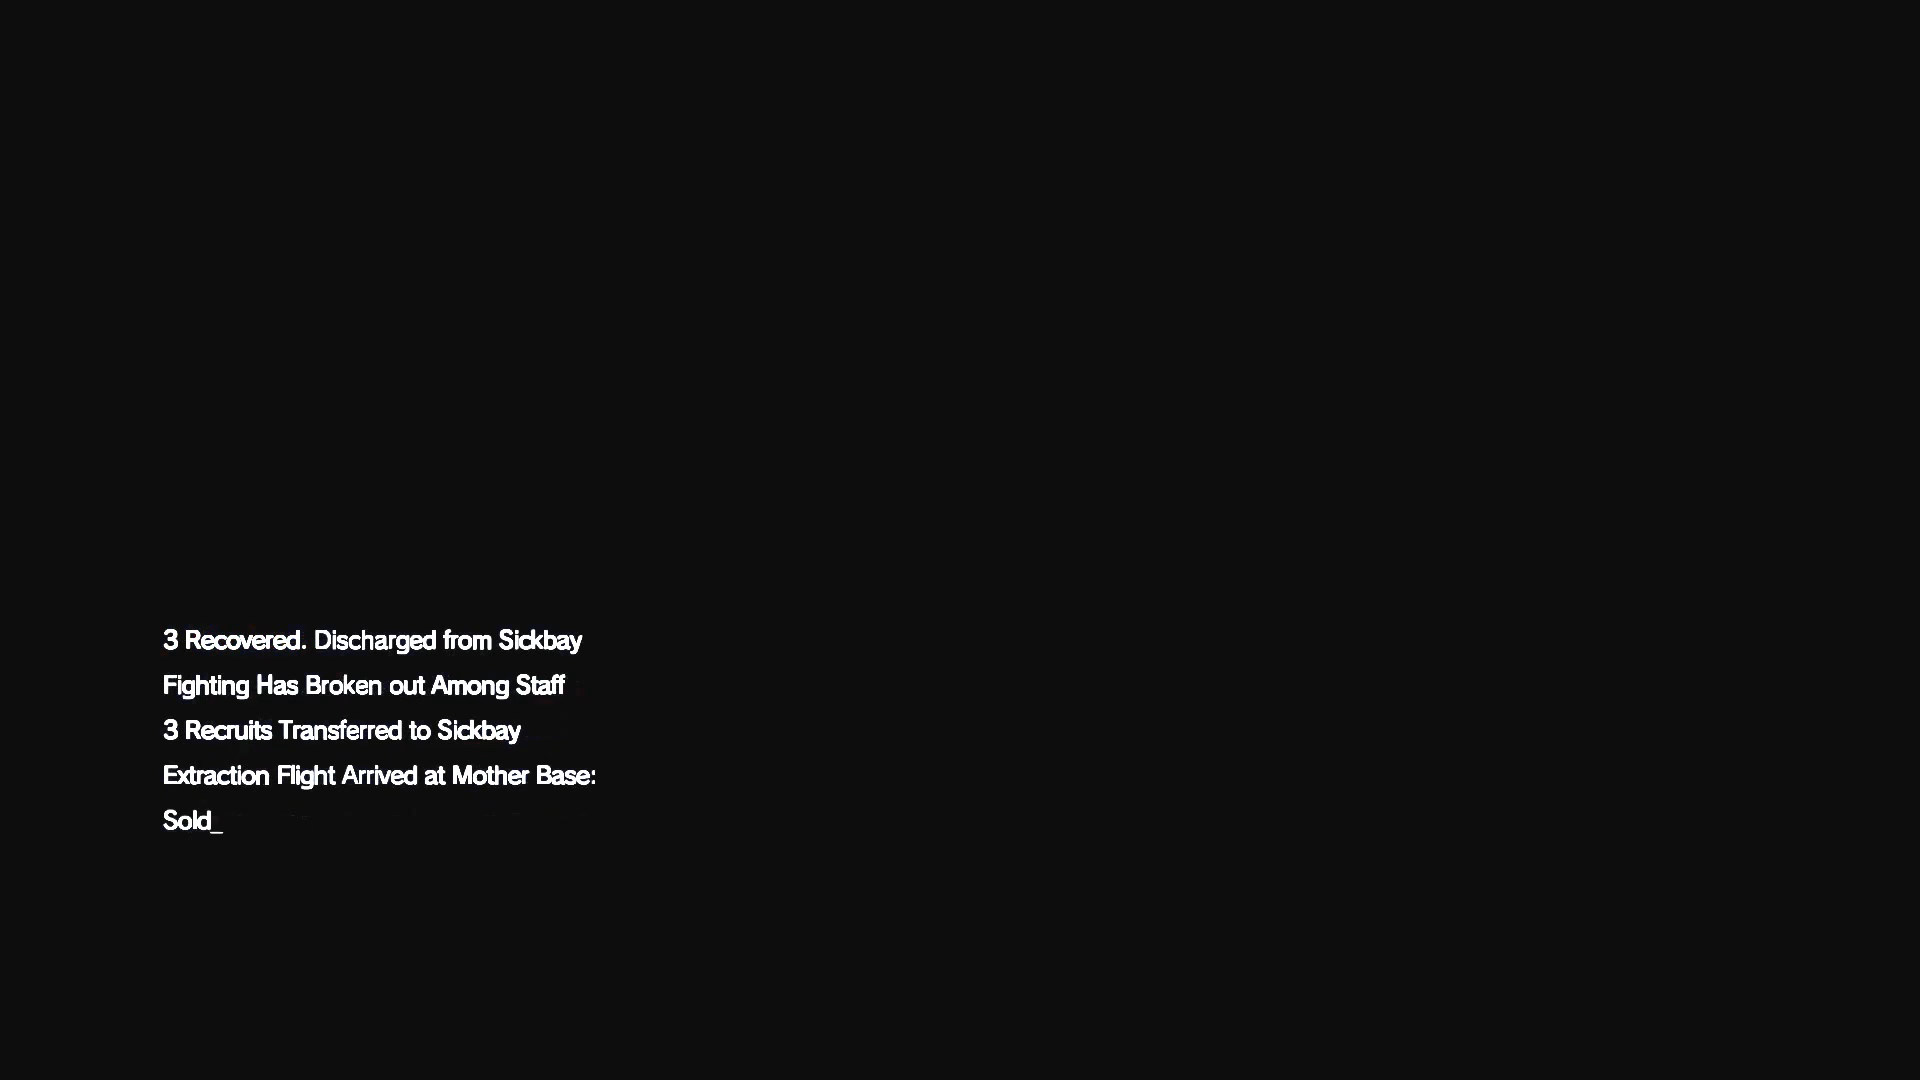 3 Recovered. Discharged from Sickbay
Fighting Has Broken out Among Staff
3 Recruits Transferred to Sickbay
Extraction Flight Arrived at Mother Base:
Sold_